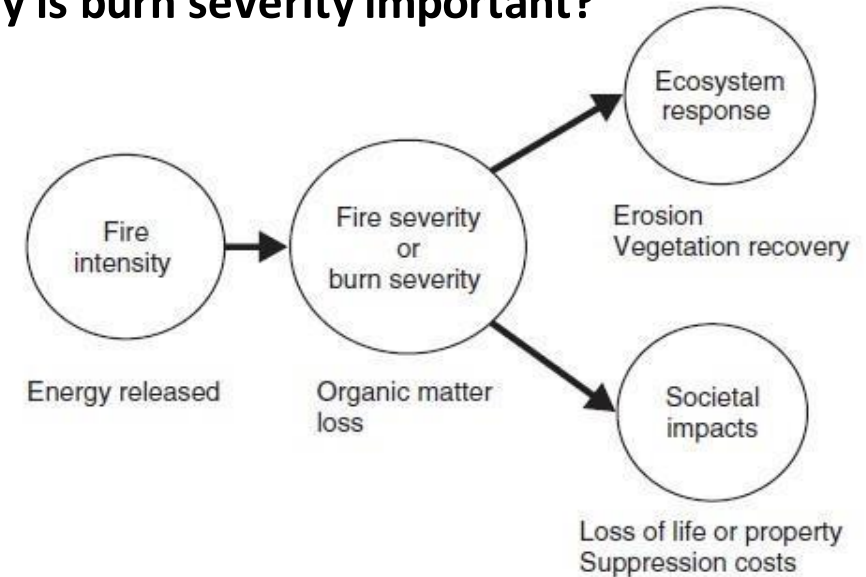 y is burn severity important?
Fire
intensity
Energy released
Fire severity
or
burn severity
Organic matter
loss
Ecosystem
response
Erosion
Vegetation recovery
Societal
impacts
Loss of life or property
Suppression costs